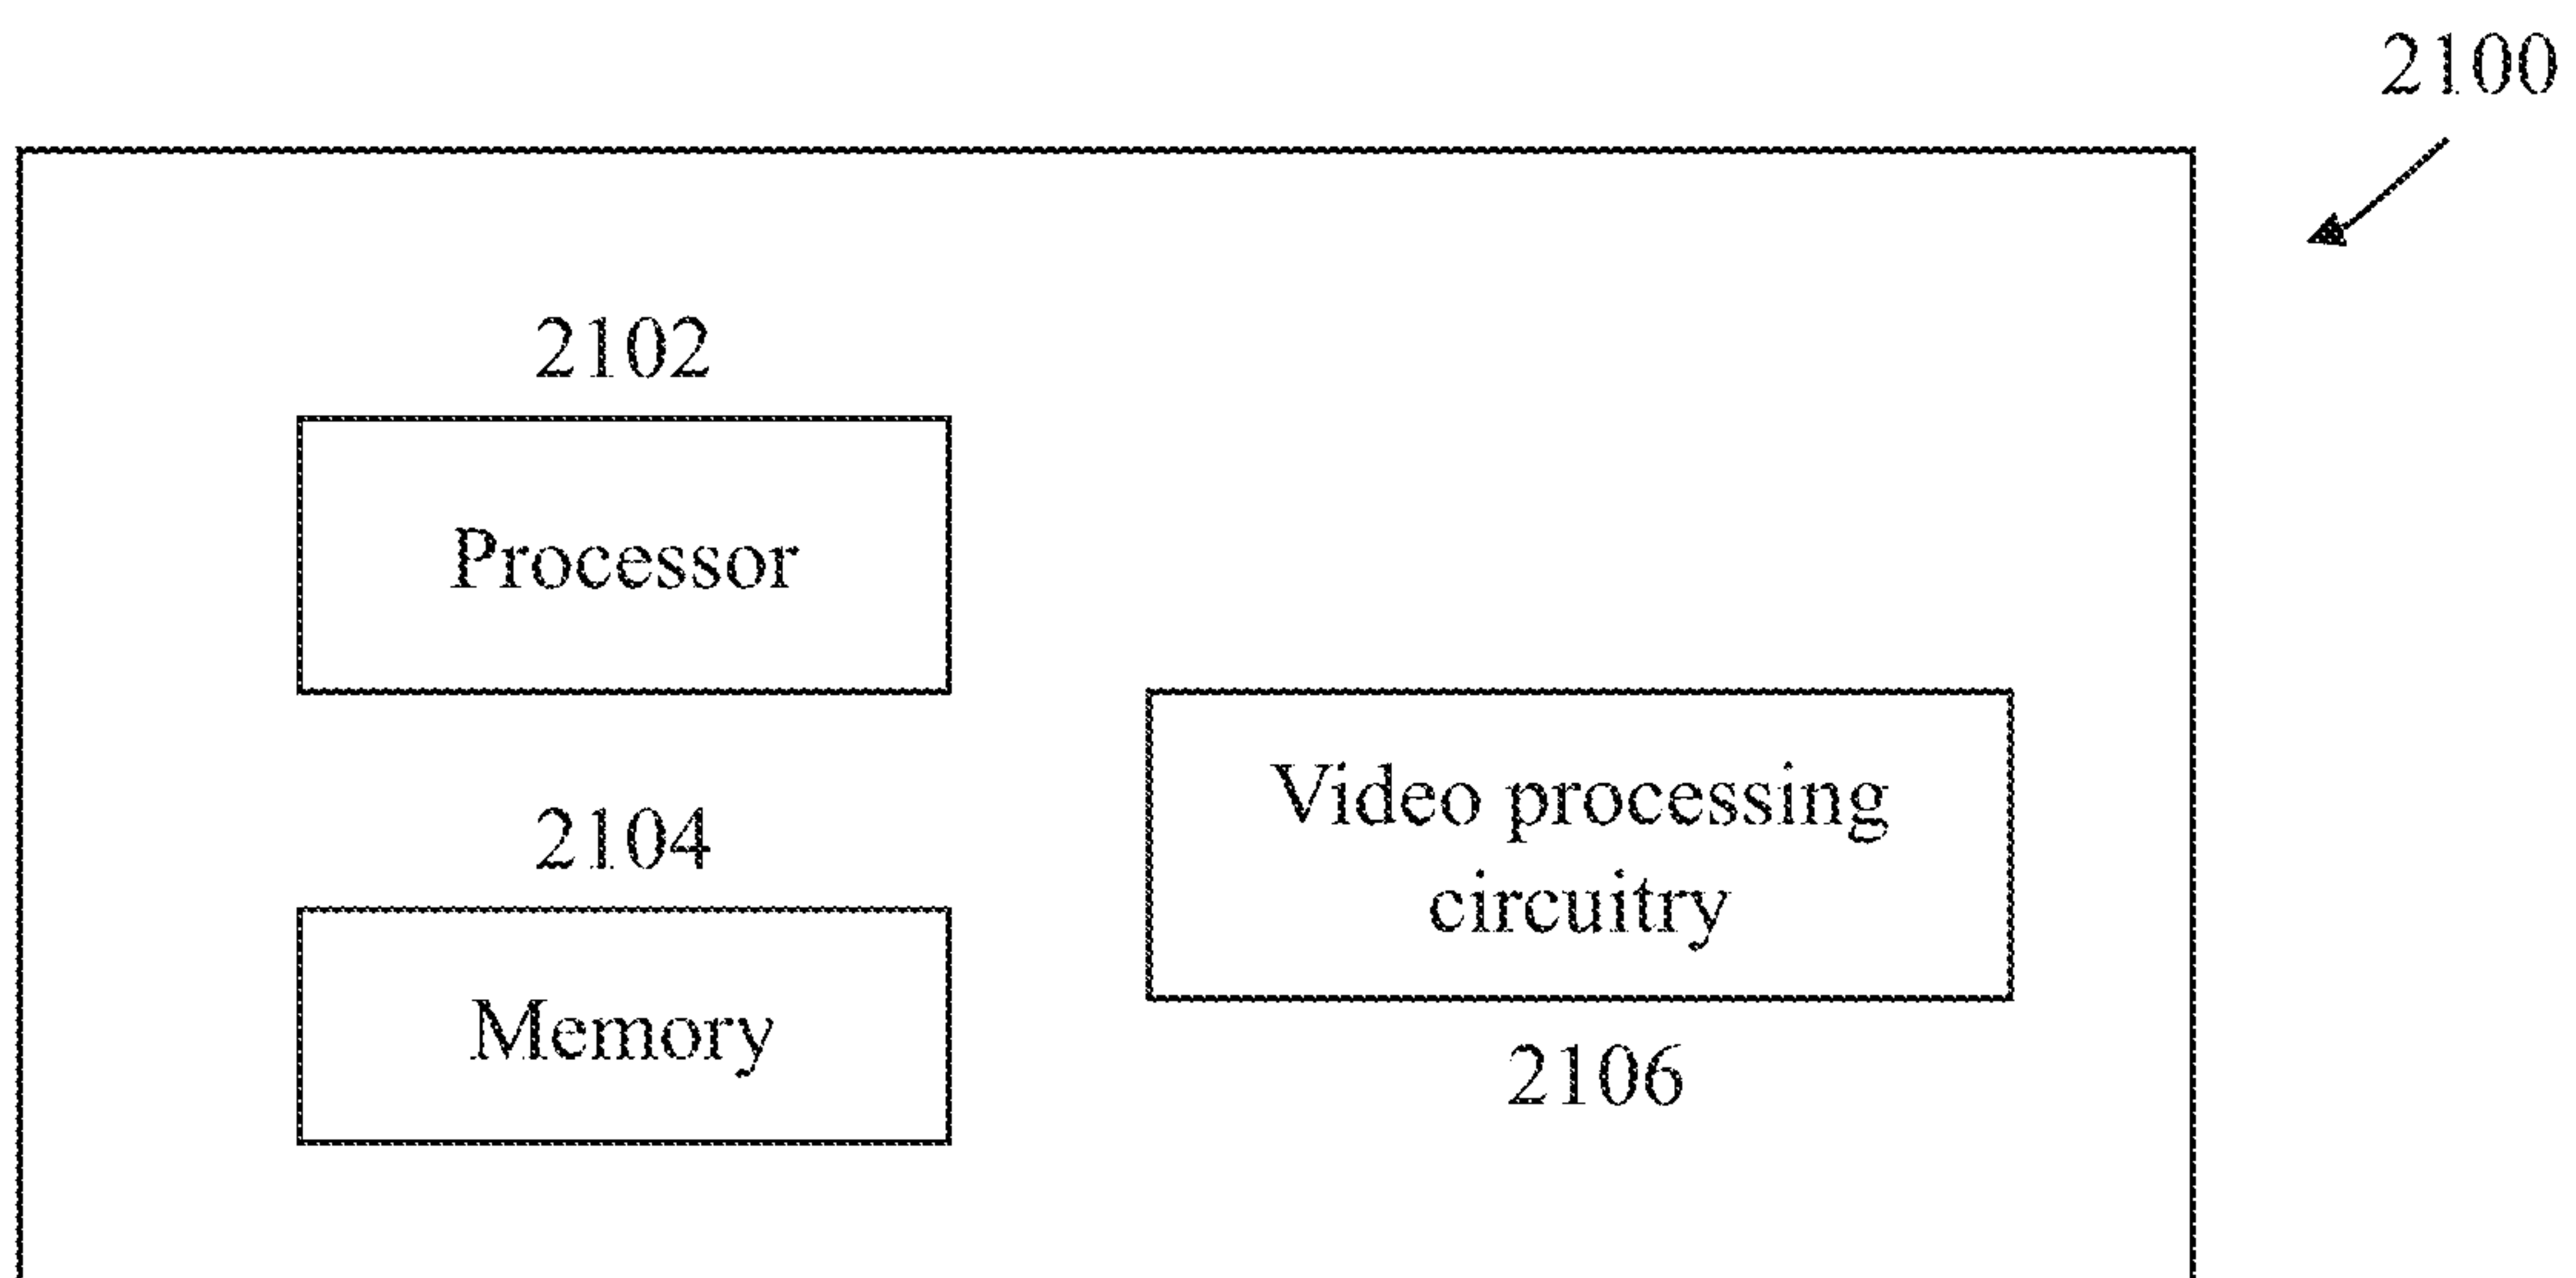 2100
2102
Processor
2104
Memory
Video processing
circuitry
2106